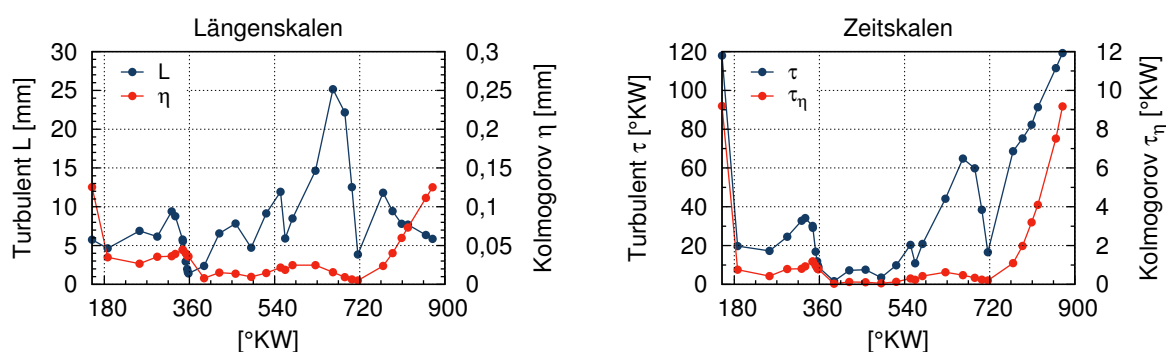 Längenskalen
30
25
20
15
10
5
0
Turbulent L [mm]
L
η
0,3
0,25
0,2
0,15
0,1
0,05
0
Kolmogorov η [mm]
180 360 540 720 900
[°KW]
Zeitskalen
120
100
80
60
40
20
0
Turbulent τ [°KW]
τ
τη
12
10
8
6
4
2
0
Kolmogorov τη [°KW]
180 360 540 720 900
[°KW]